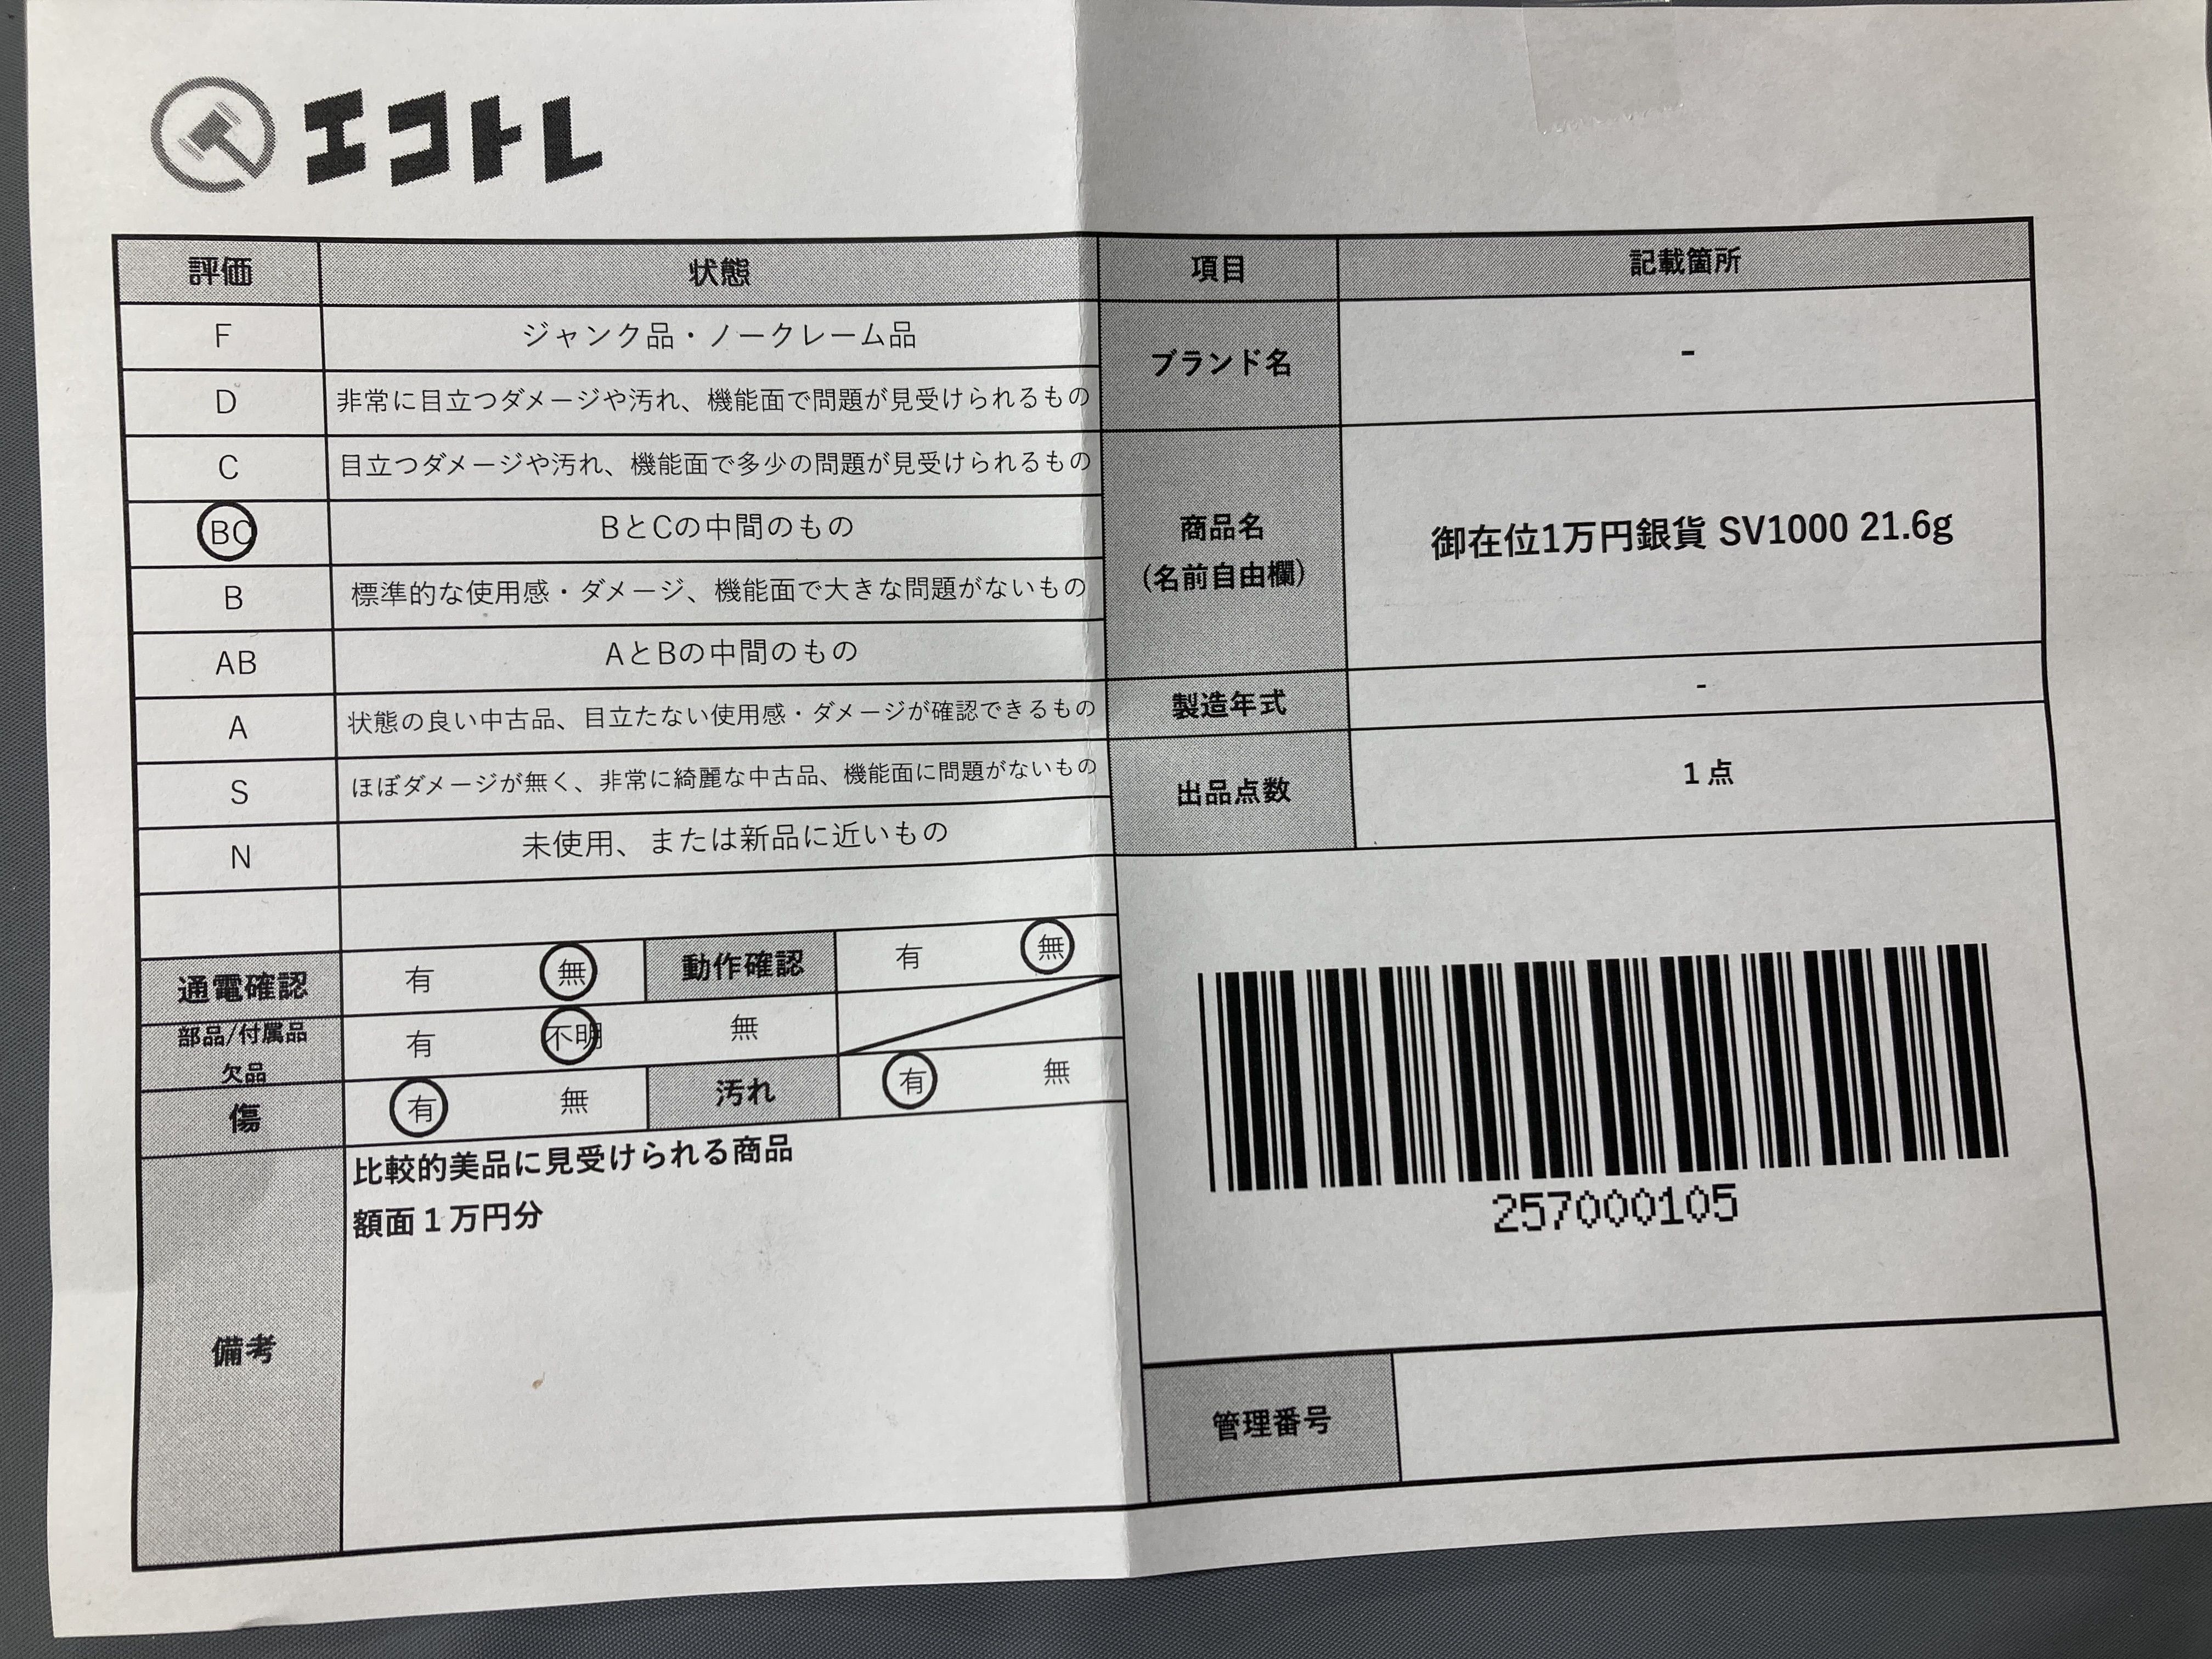 エコトレ
評価 状態
F ジャンク品・ノークレーム品
D 非常に目立つダメージや汚れ、機能面で問題が見受けられるもの
C 目立つダメージや汚れ、機能面で多少の問題が見受けられるもの
BC BとCの中間のもの
B 標準的な使用感・ダメージ、機能面で大きな問題がないもの
AB AとBの中間のもの
A 状態の良い中古品、目立たない使用感・ダメージが確認できるもの
S ほぼダメージが無く、非常に綺麗な中古品、機能面に問題がないもの
N 未使用、または新品に近いもの
通電確認 有 無 動作確認 有 無
部品/付属品
欠品 有 不明 無
傷 有 無 汚れ 有 無
備考
比較的美品に見受けられる商品
額面1万円分
項目 記載箇所
ブランド名 -
商品名
(名前自由欄)
御在位1万円銀貨 SV1000 21.6g
製造年式 -
出品点数 1点
257000105
管理番号